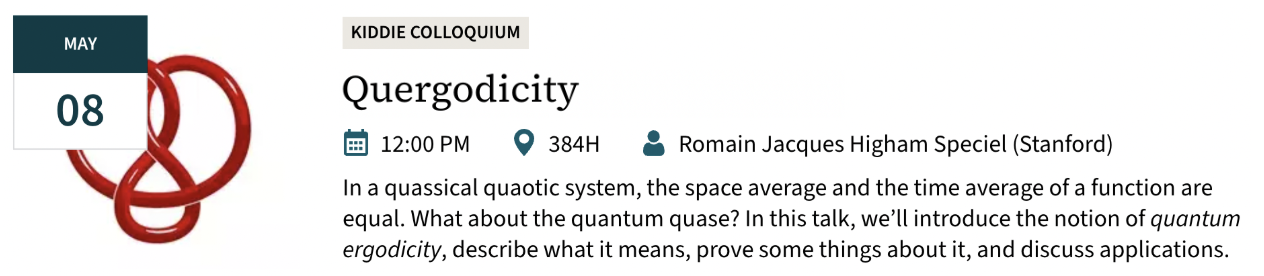 MAY
08
KIDDIE COLLOQUIUM
Quergodicity
12:00 PM 384H Romain Jacques Higham Speciel (Stanford)
In a quassical quaotic system, the space average and the time average of a function are
equal. What about the quantum quase? In this talk, we’ll introduce the notion of quantum
ergodicity, describe what it means, prove some things about it, and discuss applications.